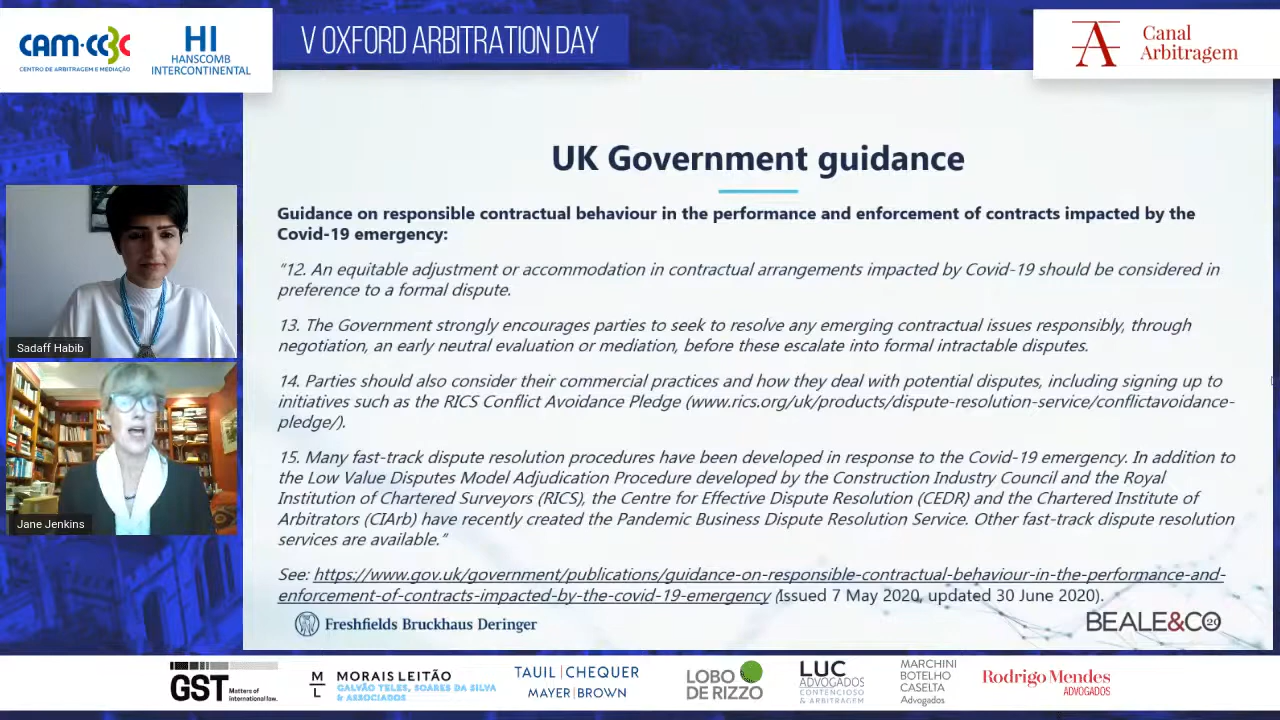 CAM·CCBC
CENTRO DE ARBITRAGEM E MEDIAÇÃO
HI
HANSCOMB
INTERCONTINENTAL
V OXFORD ARBITRATION DAY
Canal
Arbitragem
UK Government guidance
Guidance on responsible contractual behaviour in the performance and enforcement of contracts impacted by the
Covid-19 emergency:
“12. An equitable adjustment or accommodation in contractual arrangements impacted by Covid-19 should be considered in
preference to a formal dispute.
13. The Government strongly encourages parties to seek to resolve any emerging contractual issues responsibly, through
negotiation, an early neutral evaluation or mediation, before these escalate into formal intractable disputes.
14. Parties should also consider their commercial practices and how they deal with potential disputes, including signing up to
initiatives such as the RICS Conflict Avoidance Pledge (www.rics.org/uk/products/dispute-resolution-service/conflictavoidance-
pledge/).
15. Many fast-track dispute resolution procedures have been developed in response to the Covid-19 emergency. In addition to
the Low Value Disputes Model Adjudication Procedure developed by the Construction Industry Council and the Royal
Institution of Chartered Surveyors (RICS), the Centre for Effective Dispute Resolution (CEDR) and the Chartered Institute of
Arbitrators (CIArb) have recently created the Pandemic Business Dispute Resolution Service. Other fast-track dispute resolution
services are available.”
See: https://www.gov.uk/government/publications/guidance-on-responsible-contractual-behaviour-in-the-performance-and-
enforcement-of-contracts-impacted-by-the-covid-19-emergency (Issued 7 May 2020, updated 30 June 2020).
Freshfields Bruckhaus Deringer
BEALE&CO
20
Sadaff Habib
Jane Jenkins
GST
Matters of
international law.
M
L
MORAIS LEITÃO
GALVÃO TELES, SOARES DA SILVA
& ASSOCIADOS
TAUIL | CHEQUER
MAYER | BROWN
LOBO
DE RIZZO
LUC
ADVOGADOS
CONTENCIOSO
& ARBITRAGEM
MARCHINI
BOTELHO
CASELTA
Advogados
Rodrigo Mendes
ADVOGADOS